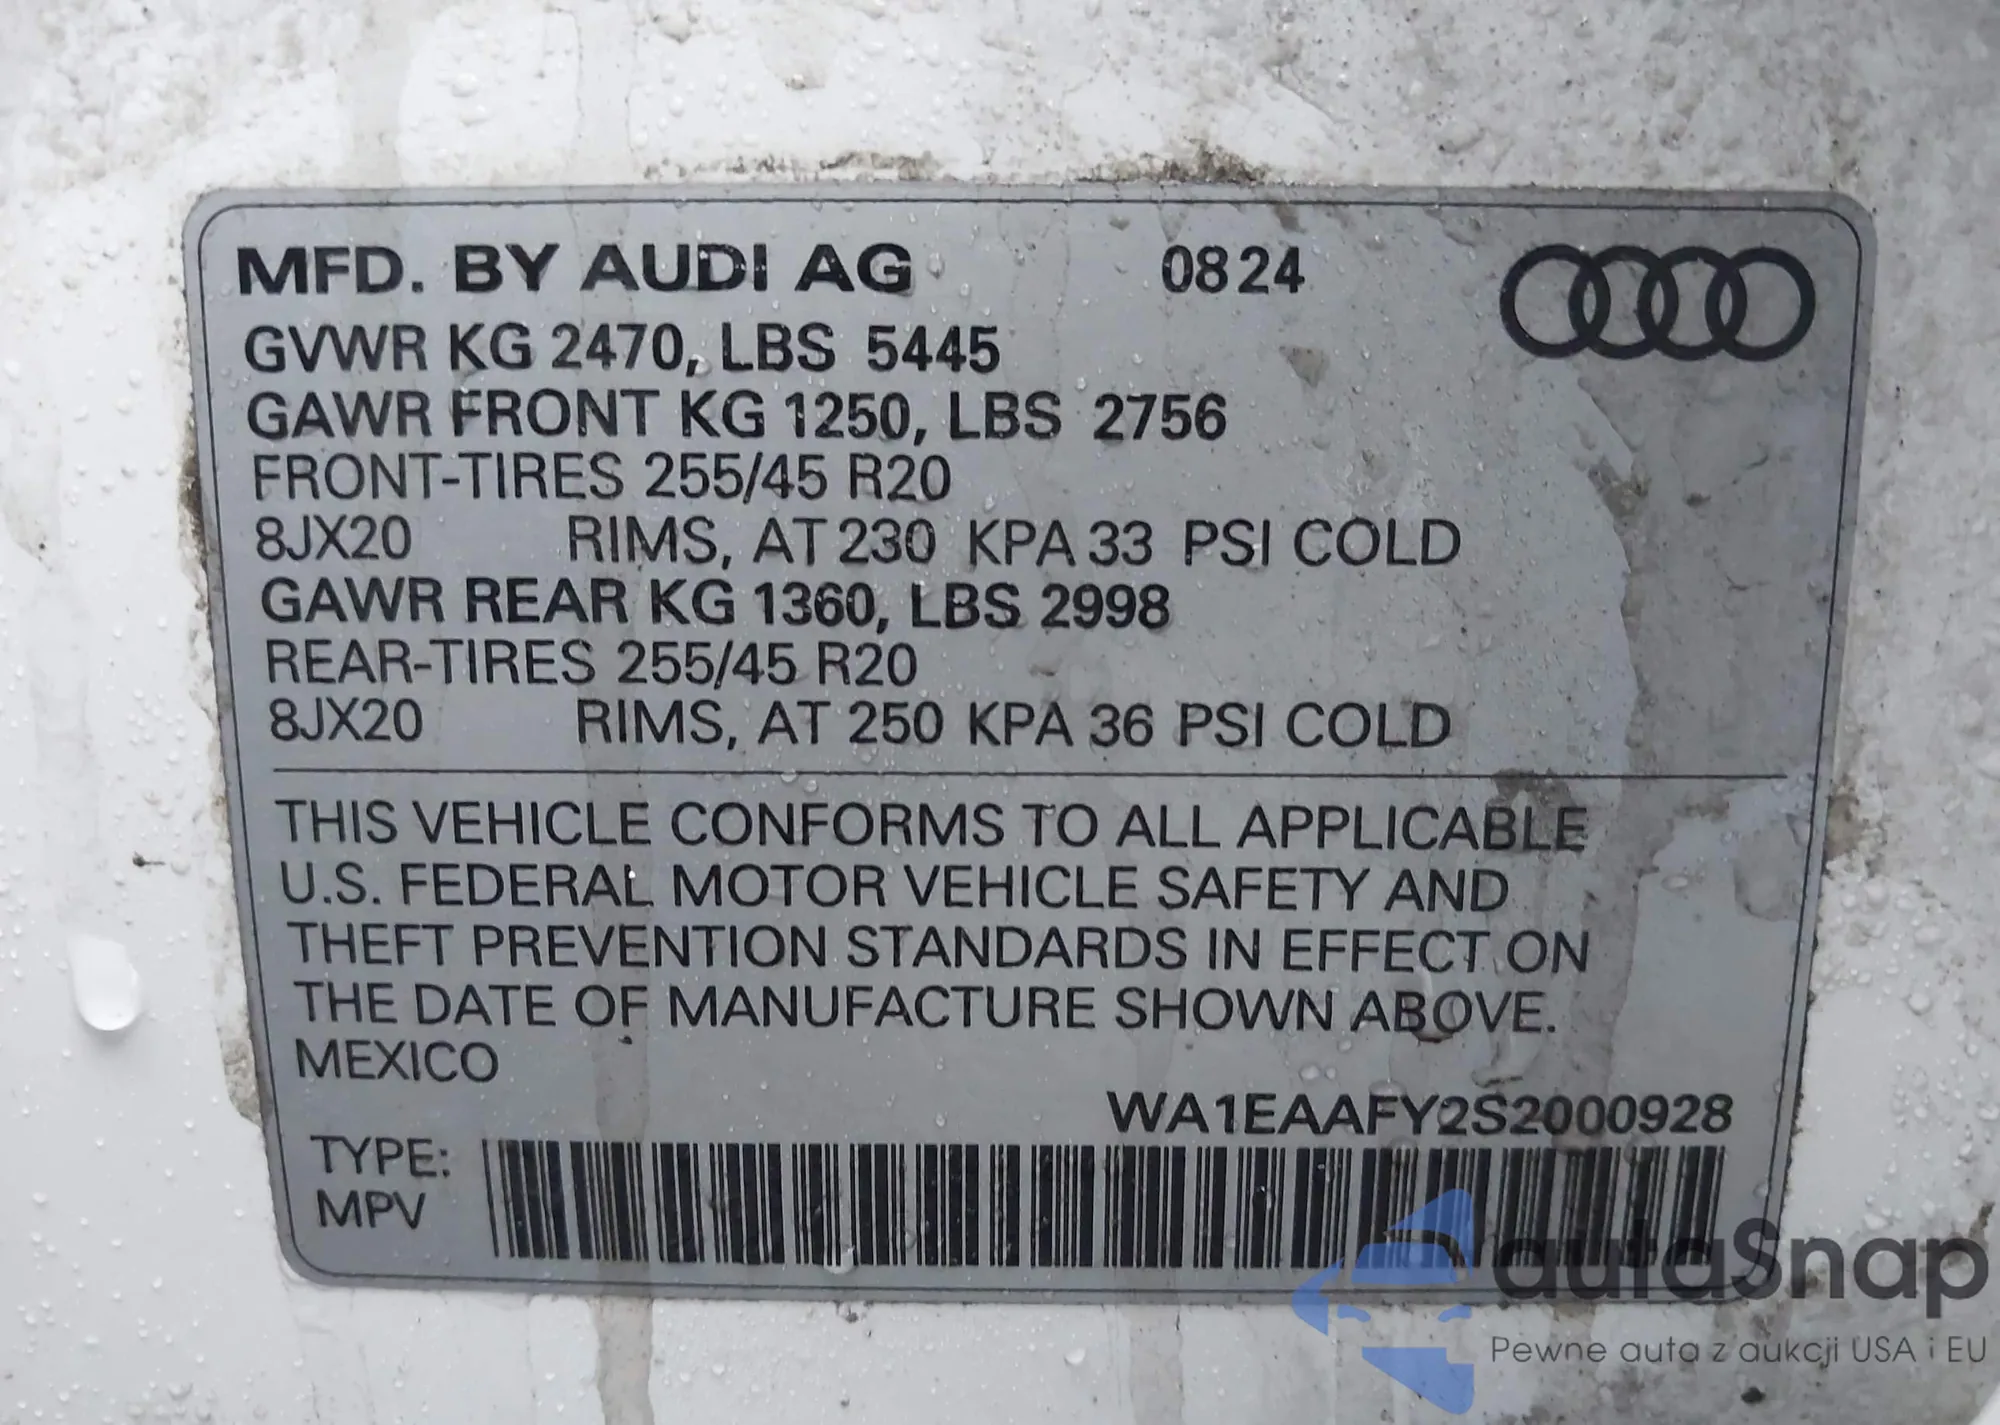 MFD. BY AUDI AG 0824
GVWR KG 2470, LBS 5445
GAWR FRONT KG 1250, LBS 2756
FRONT-TIRES 255/45 R20
8JX20 RIMS, AT 230 KPA 33 PSI COLD
GAWR REAR KG 1360, LBS 2998
REAR-TIRES 255/45 R20
8JX20 RIMS, AT 250 KPA 36 PSI COLD
THIS VEHICLE CONFORMS TO ALL APPLICABLE
U.S. FEDERAL MOTOR VEHICLE SAFETY AND
THEFT PREVENTION STANDARDS IN EFFECT ON
THE DATE OF MANUFACTURE SHOWN ABOVE.
MEXICO
WA1EAAFY2S2000928
TYPE:
MPV
autaSnap
Pewne auta z aukcji USA i EU